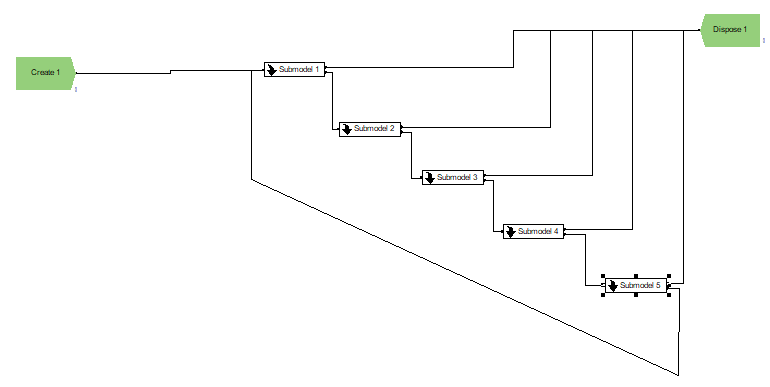 Dispose 1
Create 1
Submodel 1
Submodel 2
Submodel 3
Submodel 4
Submodel 5